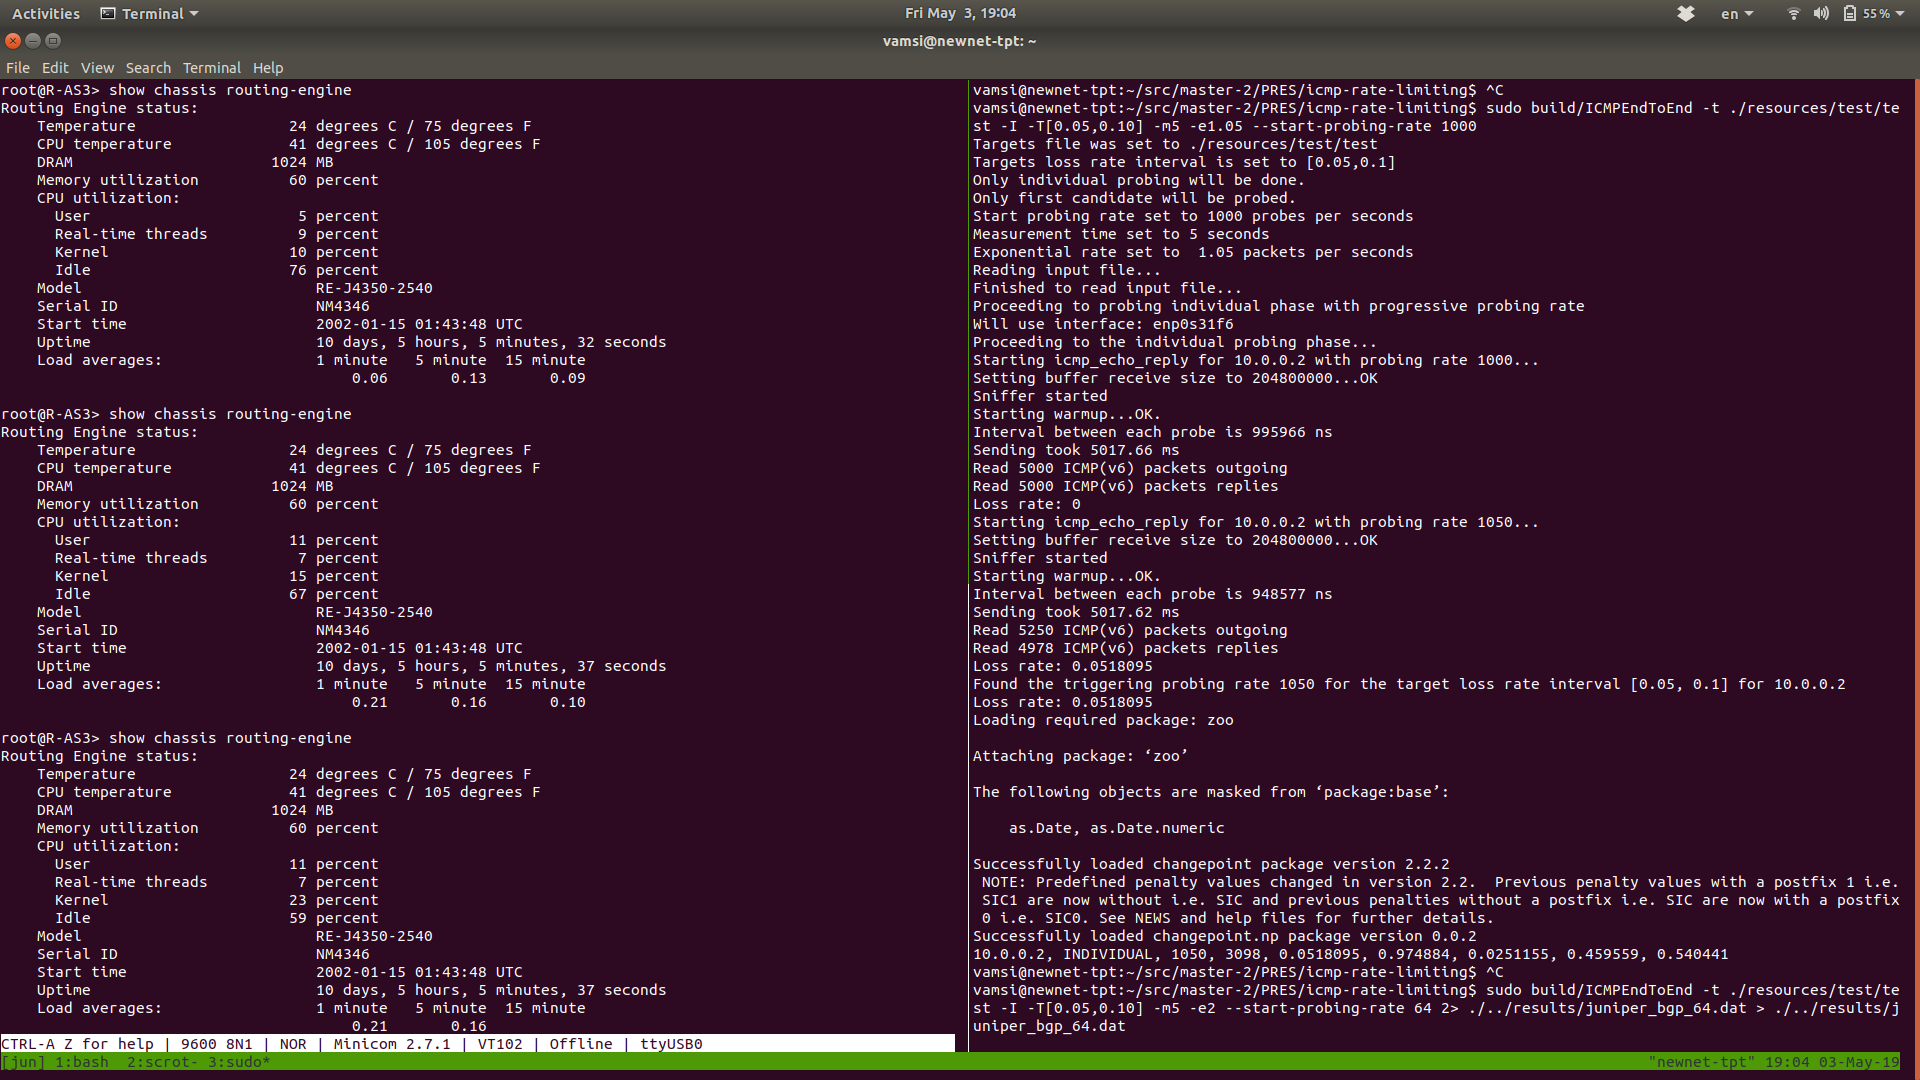 Activities Terminal Fri May 3, 19:04 en 55 %
vamsi@newnet-tpt: ~
File Edit View Search Terminal Help
root@R-AS3> show chassis routing-engine
Routing Engine status:
Temperature 24 degrees C / 75 degrees F
CPU temperature 41 degrees C / 105 degrees F
DRAM 1024 MB
Memory utilization 60 percent
CPU utilization:
User 5 percent
Real-time threads 9 percent
Kernel 10 percent
Idle 76 percent
Model RE-J4350-2540
Serial ID NM4346
Start time 2002-01-15 01:43:48 UTC
Uptime 10 days, 5 hours, 5 minutes, 32 seconds
Load averages: 1 minute 5 minute 15 minute
0.06 0.13 0.09
root@R-AS3> show chassis routing-engine
Routing Engine status:
Temperature 24 degrees C / 75 degrees F
CPU temperature 41 degrees C / 105 degrees F
DRAM 1024 MB
Memory utilization 60 percent
CPU utilization:
User 11 percent
Real-time threads 7 percent
Kernel 15 percent
Idle 67 percent
Model RE-J4350-2540
Serial ID NM4346
Start time 2002-01-15 01:43:48 UTC
Uptime 10 days, 5 hours, 5 minutes, 37 seconds
Load averages: 1 minute 5 minute 15 minute
0.21 0.16 0.10
root@R-AS3> show chassis routing-engine
Routing Engine status:
Temperature 24 degrees C / 75 degrees F
CPU temperature 41 degrees C / 105 degrees F
DRAM 1024 MB
Memory utilization 60 percent
CPU utilization:
User 11 percent
Real-time threads 7 percent
Kernel 23 percent
Idle 59 percent
Model RE-J4350-2540
Serial ID NM4346
Start time 2002-01-15 01:43:48 UTC
Uptime 10 days, 5 hours, 5 minutes, 37 seconds
Load averages: 1 minute 5 minute 15 minute
0.21 0.16
CTRL-A Z for help | 9600 8N1 | NOR | Minicom 2.7.1 | VT102 | Offline | ttyUSB0
vamsi@newnet-tpt:~/src/master-2/PRES/icmp-rate-limiting$ ^C
vamsi@newnet-tpt:~/src/master-2/PRES/icmp-rate-limiting$ sudo build/ICMPEndToEnd -t ./resources/test/te
st -I -T[0.05,0.10] -m5 -e1.05 --start-probing-rate 1000
Targets file was set to ./resources/test/test
Targets loss rate interval is set to [0.05,0.1]
Only individual probing will be done.
Only first candidate will be probed.
Start probing rate set to 1000 probes per seconds
Measurement time set to 5 seconds
Exponential rate set to  1.05 packets per seconds
Reading input file...
Finished to read input file...
Proceeding to probing individual phase with progressive probing rate
Will use interface: enp0s31f6
Proceeding to the individual probing phase...
Starting icmp_echo_reply for 10.0.0.2 with probing rate 1000...
Setting buffer receive size to 204800000...OK
Sniffer started
Starting warmup...OK.
Interval between each probe is 995966 ns
Sending took 5017.66 ms
Read 5000 ICMP(v6) packets outgoing
Read 5000 ICMP(v6) packets replies
Loss rate: 0
Starting icmp_echo_reply for 10.0.0.2 with probing rate 1050...
Setting buffer receive size to 204800000...OK
Sniffer started
Starting warmup...OK.
Interval between each probe is 948577 ns
Sending took 5017.62 ms
Read 5250 ICMP(v6) packets outgoing
Read 4978 ICMP(v6) packets replies
Loss rate: 0.0518095
Found the triggering probing rate 1050 for the target loss rate interval [0.05, 0.1] for 10.0.0.2
Loss rate: 0.0518095
Loading required package: zoo
Attaching package: ‘zoo’
The following objects are masked from ‘package:base’:
as.Date, as.Date.numeric
Successfully loaded changepoint package version 2.2.2
NOTE: Predefined penalty values changed in version 2.2.  Previous penalty values with a postfix 1 i.e.
SIC1 are now without i.e. SIC and previous penalties without a postfix i.e. SIC are now with a postfix
0 i.e. SIC0. See NEWS and help files for further details.
Successfully loaded changepoint.np package version 0.0.2
10.0.0.2, INDIVIDUAL, 1050, 3098, 0.0518095, 0.974884, 0.0251155, 0.459559, 0.540441
vamsi@newnet-tpt:~/src/master-2/PRES/icmp-rate-limiting$ ^C
vamsi@newnet-tpt:~/src/master-2/PRES/icmp-rate-limiting$ sudo build/ICMPEndToEnd -t ./resources/test/te
st -I -T[0.05,0.10] -m5 -e2 --start-probing-rate 64 2> ./../results/juniper_bgp_64.dat > ./../results/j
uniper_bgp_64.dat
[jun] 1:bash  2:scrot- 3:sudo* "newnet-tpt" 19:04 03-May-19